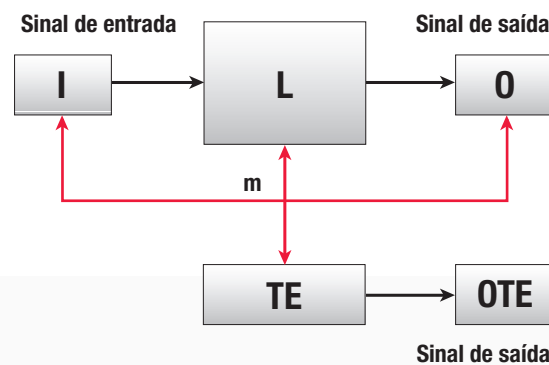 Sinal de entrada
Sinal de saída
I
L
O
m
TE
OTE
Sinal de saída